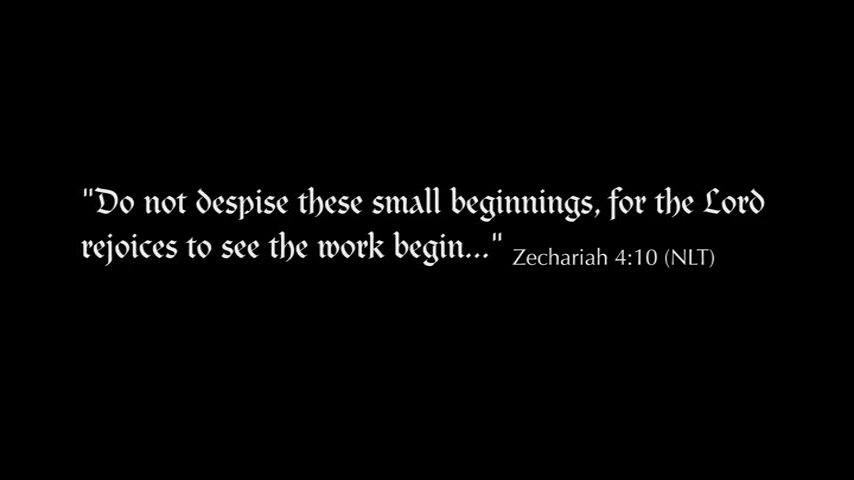 "Do not despise these small beginnings, for the Lord
rejoices to see the work begin..." Zechariah 4:10 (NLT)